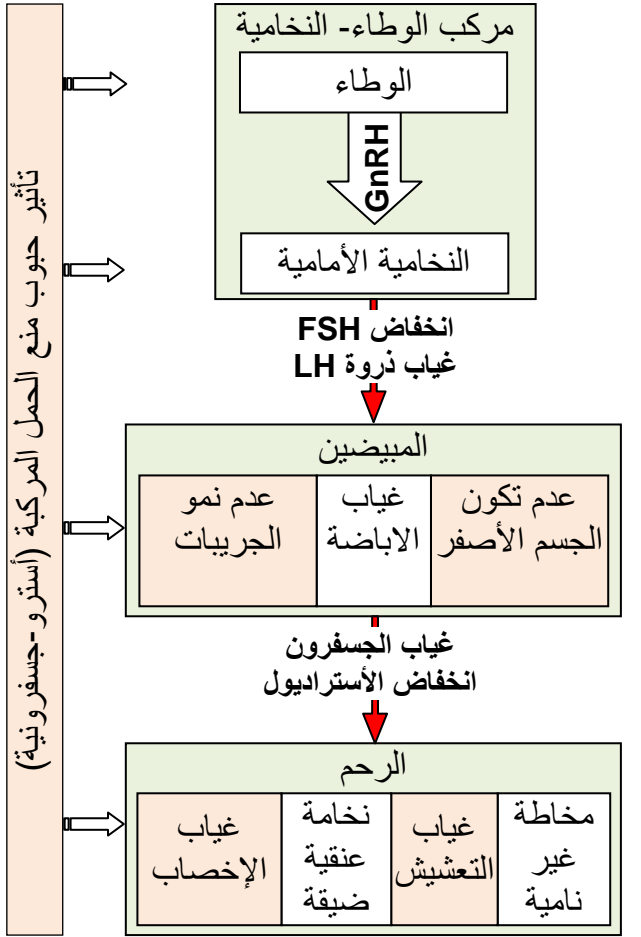 تأثير حبوب منع الحمل المركبة (أسترو-جسفرونية)
مركب الوطاء- النخامية
الوطاء
GnRH
النخامية الأمامية
انخفاض FSH
غياب ذروة LH
المبيضين
عدم تكون
الجسم الأصفر
غياب
الاباضة
عدم نمو
الجريبات
غياب الجسفرون
انخفاض الأستراديول
الرحم
مخاطة
غير
نامية
غياب
التعشيش
نخامة
عنقية
ضيقة
غياب
الإخصاب